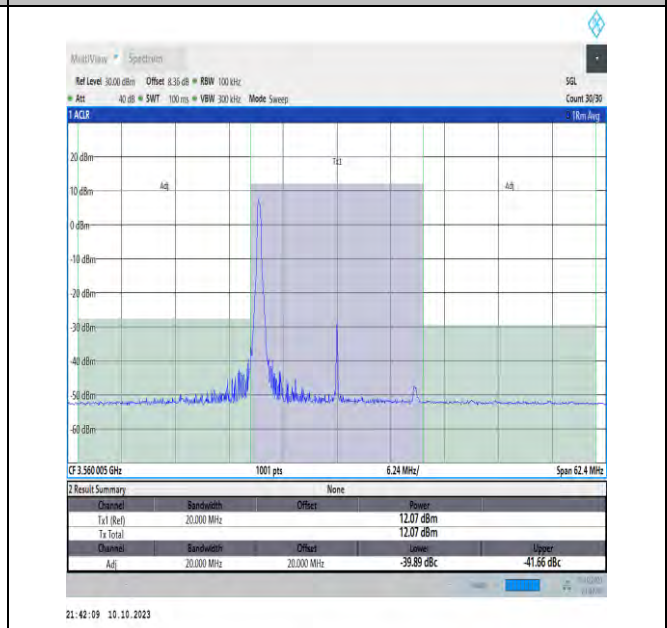 MultiView Spectrum
Ref Level 30.00 dBm Offset 8.36 dB RBW 100 kHz SGL
Att 40 dB SWT 100 ms VBW 300 kHz Mode Sweep Count 30/30
1 ACLR 1Rm Avg
20 dBm
Tx1
10 dBm Adj Adj
0 dBm
-10 dBm
-20 dBm
-30 dBm
-40 dBm
-50 dBm
-60 dBm
CF 3.560 005 GHz 1001 pts 6.24 MHz/ Span 62.4 MHz
2 Result Summary None
Channel Bandwidth Offset Power
Tx1 (Ref) 20.000 MHz 12.07 dBm
Tx Total 12.07 dBm
Channel Bandwidth Offset Lower Upper
Adj 20.000 MHz 20.000 MHz -39.89 dBc -41.66 dBc
21:42:09 10.10.2023